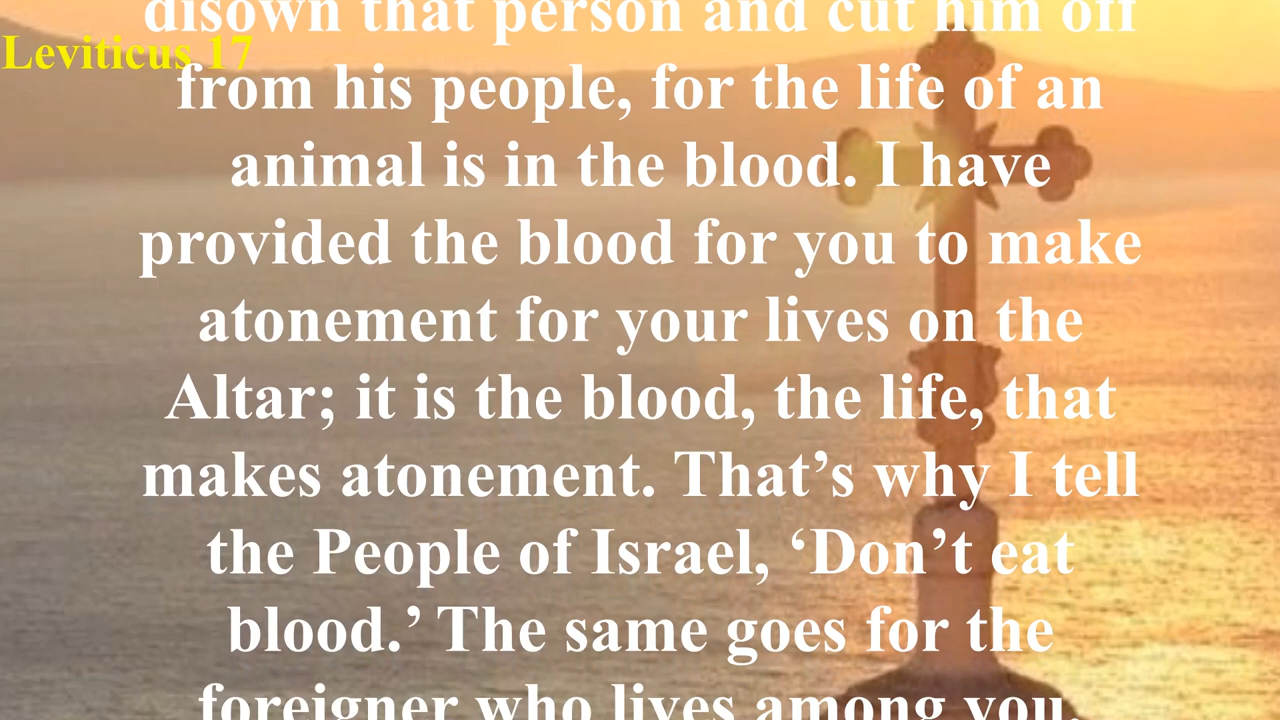 disown that person and cut him off
Leviticus 17
from his people, for the life of an
animal is in the blood. I have
provided the blood for you to make
atonement for your lives on the
Altar; it is the blood, the life, that
makes atonement. That’s why I tell
the People of Israel, ‘Don’t eat
blood.’ The same goes for the
foreigner who lives among you.